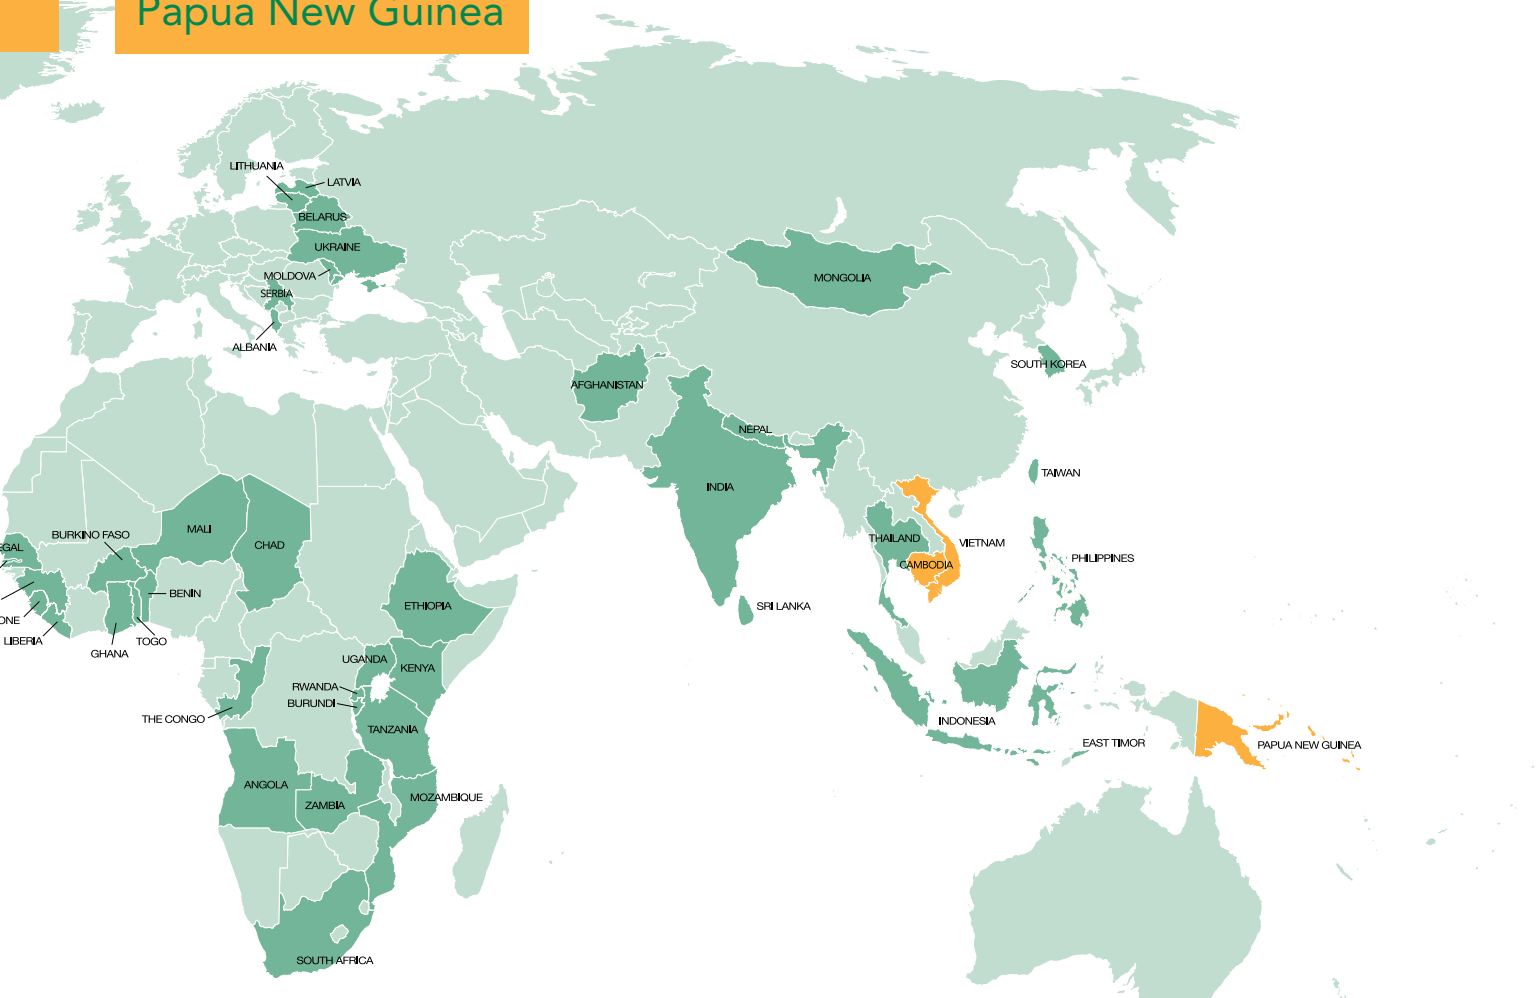 Papua New Guinea
LITHUANIA
LATVIA
BELARUS
UKRAINE
MOLDOVA
MONGOLIA
SERBIA
ALBANIA
SOUTH KOREA
AFGHANISTAN
NEPAL
TAIWAN
INDIA
MALI
BURKINO FASO
CHAD
THAILAND
VIETNAM
EGAL
PHILIPPINES
CAMBODIA
BENIN
ETHIOPIA
SRI LANKA
ONE
LIBERIA
TOGO
GHANA
UGANDA
KENYA
RWANDA
BURUNDI
THE CONGO
INDONESIA
TANZANIA
EAST TIMOR
PAPUA NEW GUINEA
ANGOLA
MOZAMBIQUE
ZAMBIA
SOUTH AFRICA